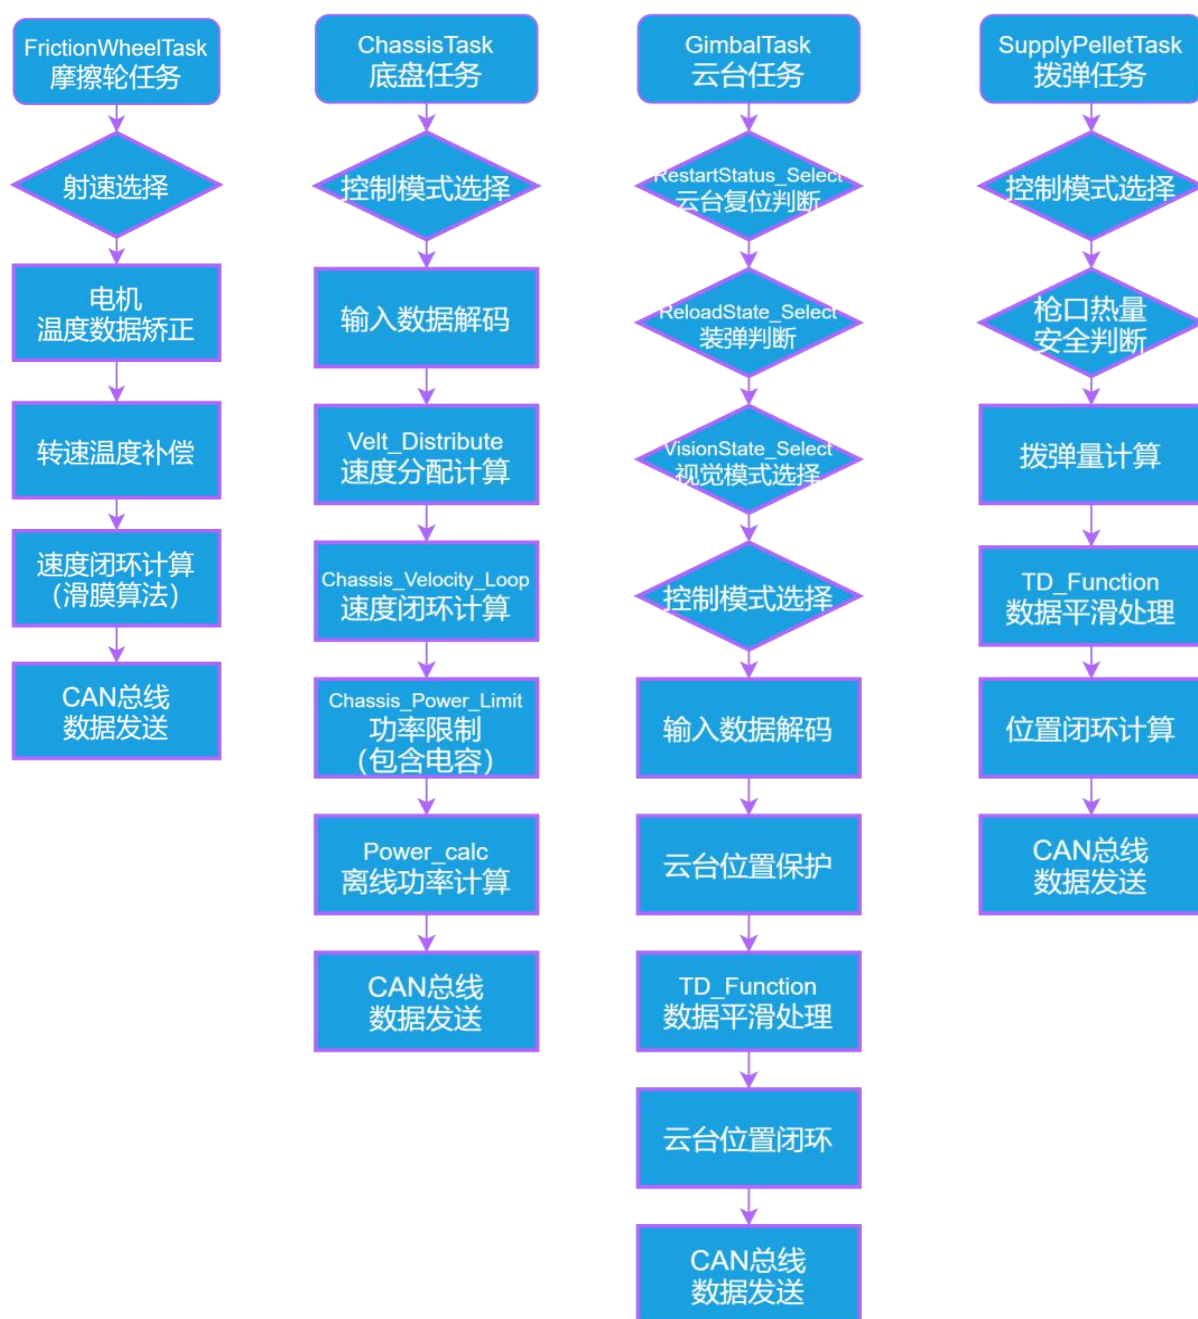 FrictionWheelTask
摩擦轮任务
射速选择
电机
温度数据矫正
转速温度补偿
速度闭环计算
（滑膜算法）
CAN总线
数据发送
ChassisTask
底盘任务
控制模式选择
输入数据解码
Velt_Distribute
速度分配计算
Chassis_Velocity_Loop
速度闭环计算
Chassis_Power_Limit
功率限制
（包含电容）
Power_calc
离线功率计算
CAN总线
数据发送
GimbalTask
云台任务
RestartStatus_Select
云台复位判断
ReloadState_Select
装弹判断
VisionState_Select
视觉模式选择
控制模式选择
输入数据解码
云台位置保护
TD_Function
数据平滑处理
云台位置闭环
CAN总线
数据发送
SupplyPelletTask
拨弹任务
控制模式选择
枪口热量
安全判断
拨弹量计算
TD_Function
数据平滑处理
位置闭环计算
CAN总线
数据发送